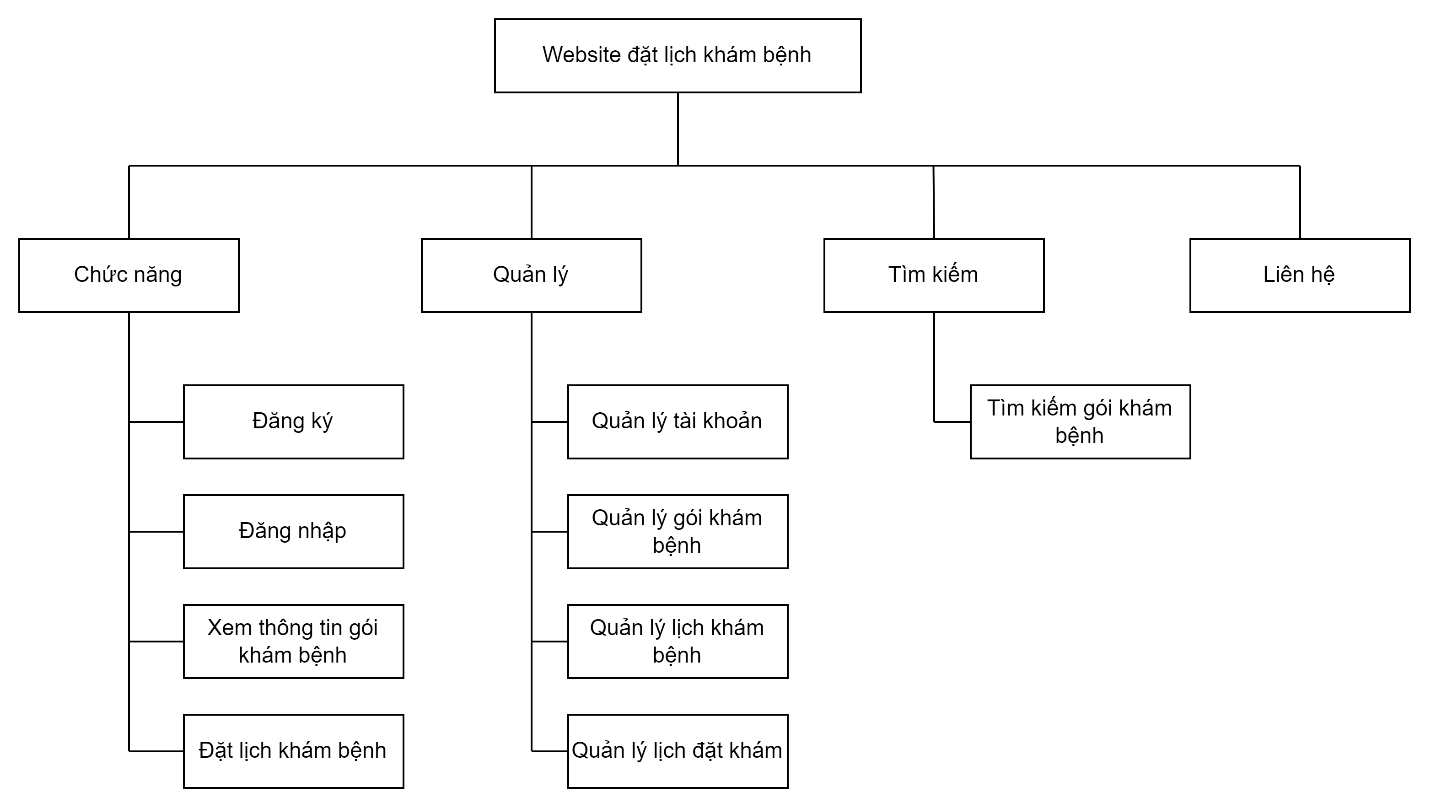 Website đặt lịch khám bệnh
Chức năng
Quản lý
Tìm kiếm
Liên hệ
Đăng ký
Đăng nhập
Xem thông tin gói
khám bệnh
Đặt lịch khám bệnh
Quản lý tài khoản
Quản lý gói khám
bệnh
Quản lý lịch khám
bệnh
Quản lý lịch đặt khám
Tìm kiếm gói khám
bệnh